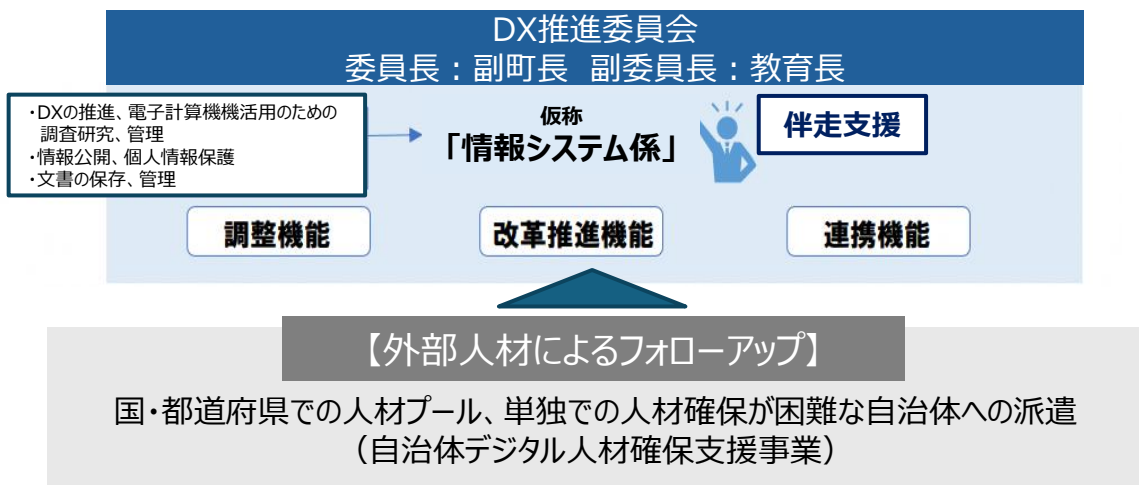 DX推進委員会
委員長：副町長 副委員長：教育長
・DXの推進、電子計算機機活用のための
調査研究、管理
・情報公開、個人情報保護
・文書の保存、管理
仮称
「情報システム係」
伴走支援
調整機能
改革推進機能
連携機能
【外部人材によるフォローアップ】
国・都道府県での人材プール、単独での人材確保が困難な自治体への派遣
（自治体デジタル人材確保支援事業）